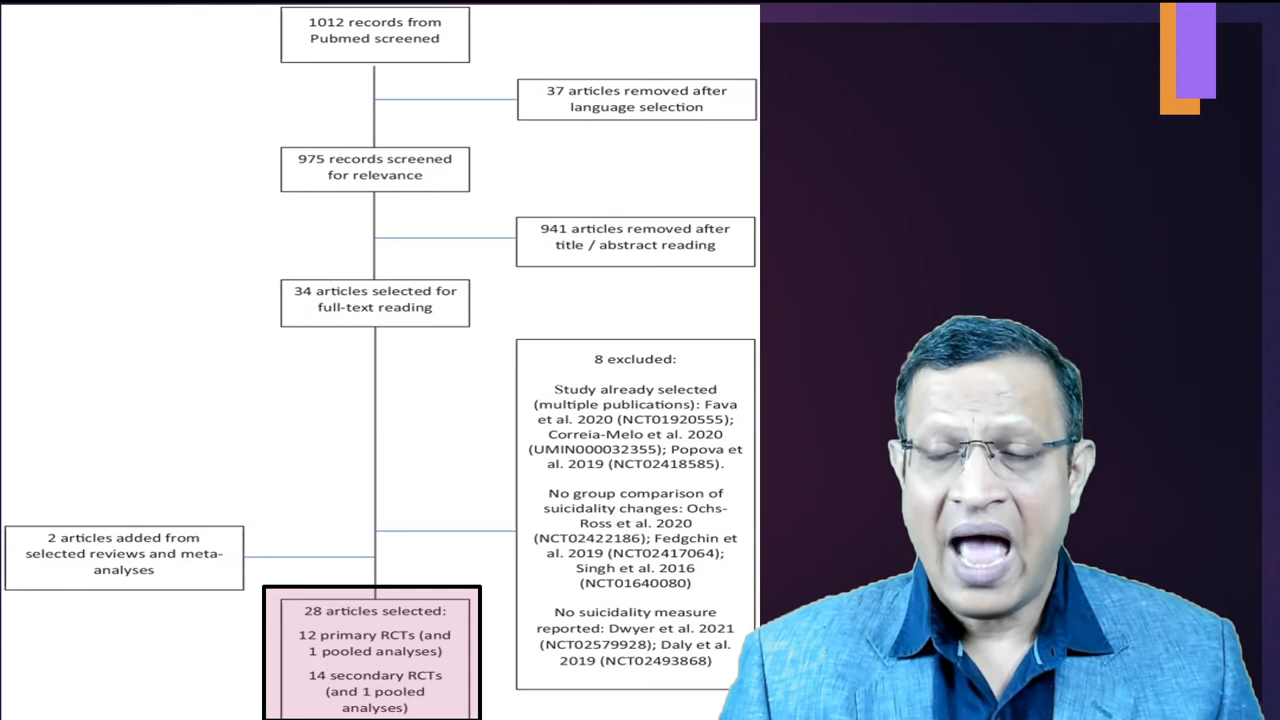 1012 records from
Pubmed screened
37 articles removed after
language selection
975 records screened
for relevance
941 articles removed after
title / abstract reading
34 articles selected for
full-text reading
8 excluded:
Study already selected
(multiple publications): Fava
et al. 2020 (NCT01920555);
Correia-Melo et al. 2020
(UMIN000032355); Popova et
al. 2019 (NCT02418585).
No group comparison of
suicidality changes: Ochs-
Ross et al. 2020
(NCT02422186); Fedgchin et
al. 2019 (NCT02417064);
Singh et al. 2016
(NCT01640080)
No suicidality measure
reported: Dwyer et al. 2021
(NCT02579928); Daly et al.
2019 (NCT02493868)
2 articles added from
selected reviews and meta-
analyses
28 articles selected:
12 primary RCTs (and
1 pooled analyses)
14 secondary RCTs
(and 1 pooled
analyses)